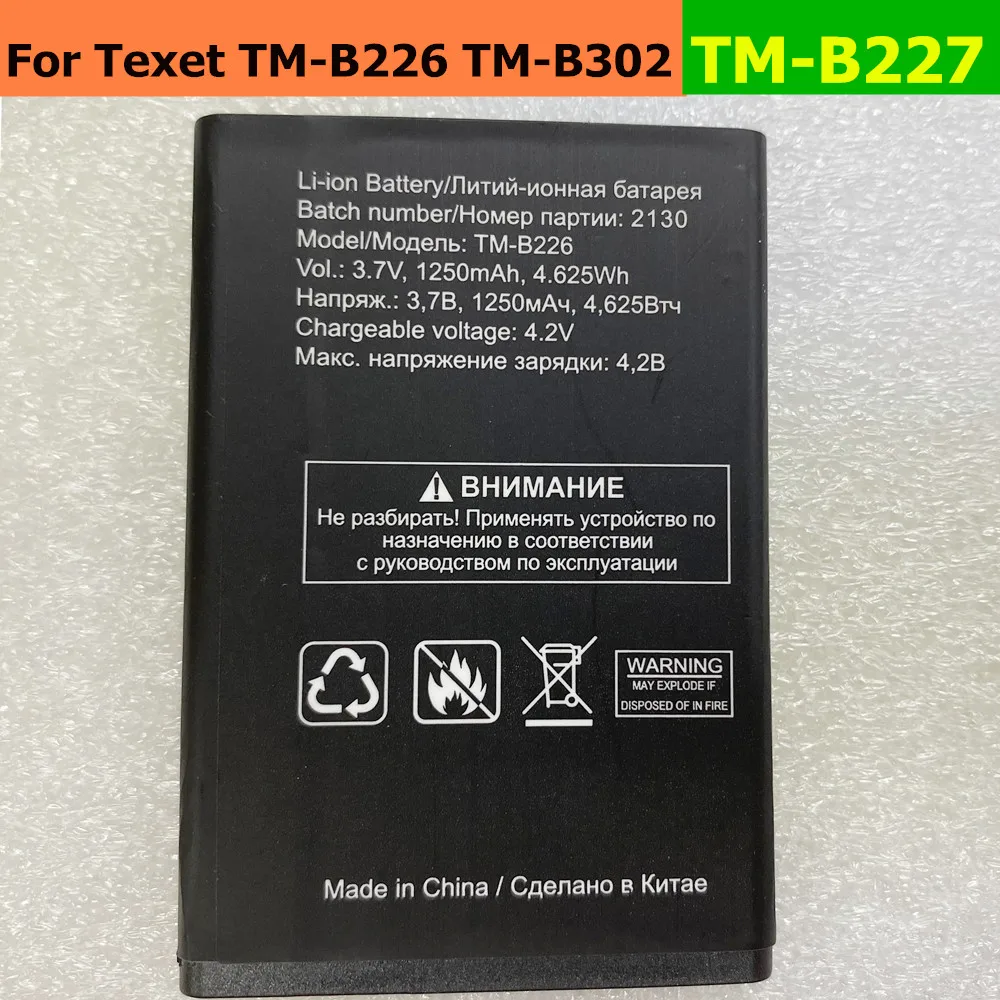 For Texet TM-B226 TM-B302 TM-B227
Li-ion Battery/Литий-ионная батарея
Batch number/Номер партии: 2130
Model/Модель: TM-B226
Vol.: 3.7V, 1250mAh, 4.625Wh
Напряж.: 3,7В, 1250мАч, 4,625Втч
Chargeable voltage: 4.2V
Макс. напряжение зарядки: 4,2В
ВНИМАНИЕ
Не разбирать! Применять устройство по
назначению в соответствии
с руководством по эксплуатации
WARNING
MAY EXPLODE IF
DISPOSED OF IN FIRE
Made in China / Сделано в Китае